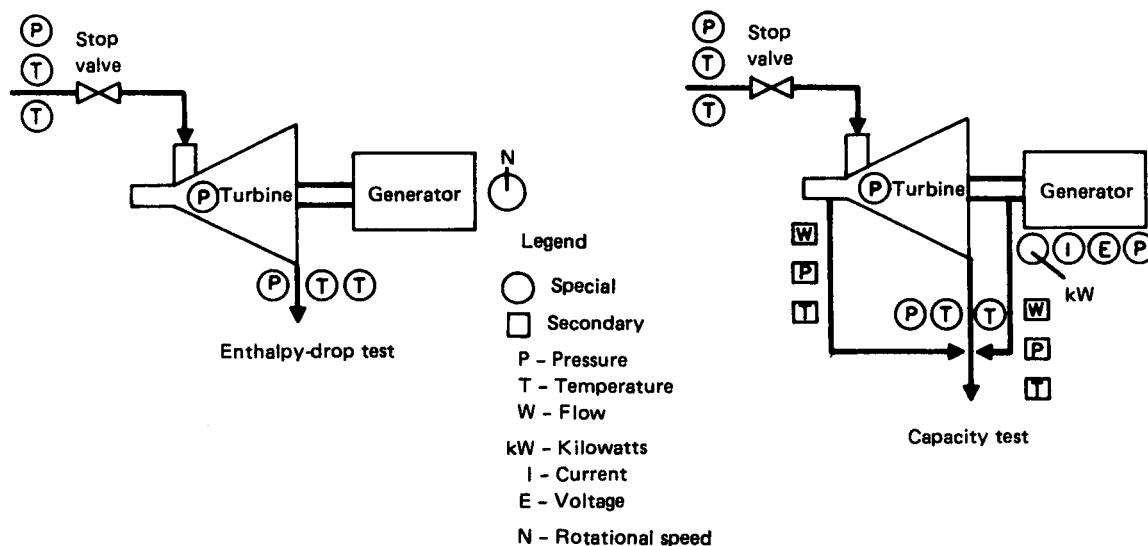 P
Stop
valve
T
T
P
Turbine
Generator
N
P
T
T
Enthalpy-drop test
Legend
Special
Secondary
P - Pressure
T - Temperature
W - Flow
kW - Kilowatts
I - Current
E - Voltage
N - Rotational speed
P
Stop
valve
T
T
P
Turbine
Generator
I
E
P
kW
W
P
T
P
T
T
W
P
T
Capacity test